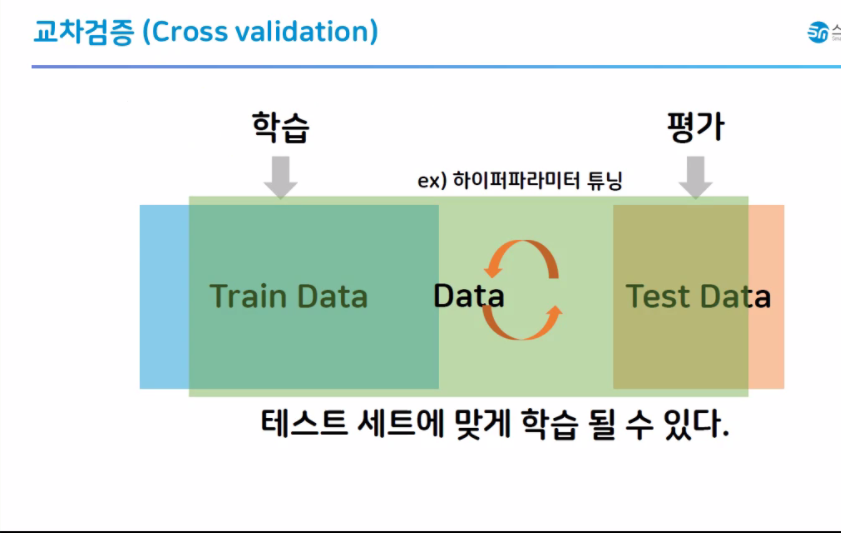 교차검증 (Cross validation)
학습
평가
ex) 하이퍼파라미터 튜닝
Train Data
Data
Test Data
테스트 세트에 맞게 학습 될 수 있다.